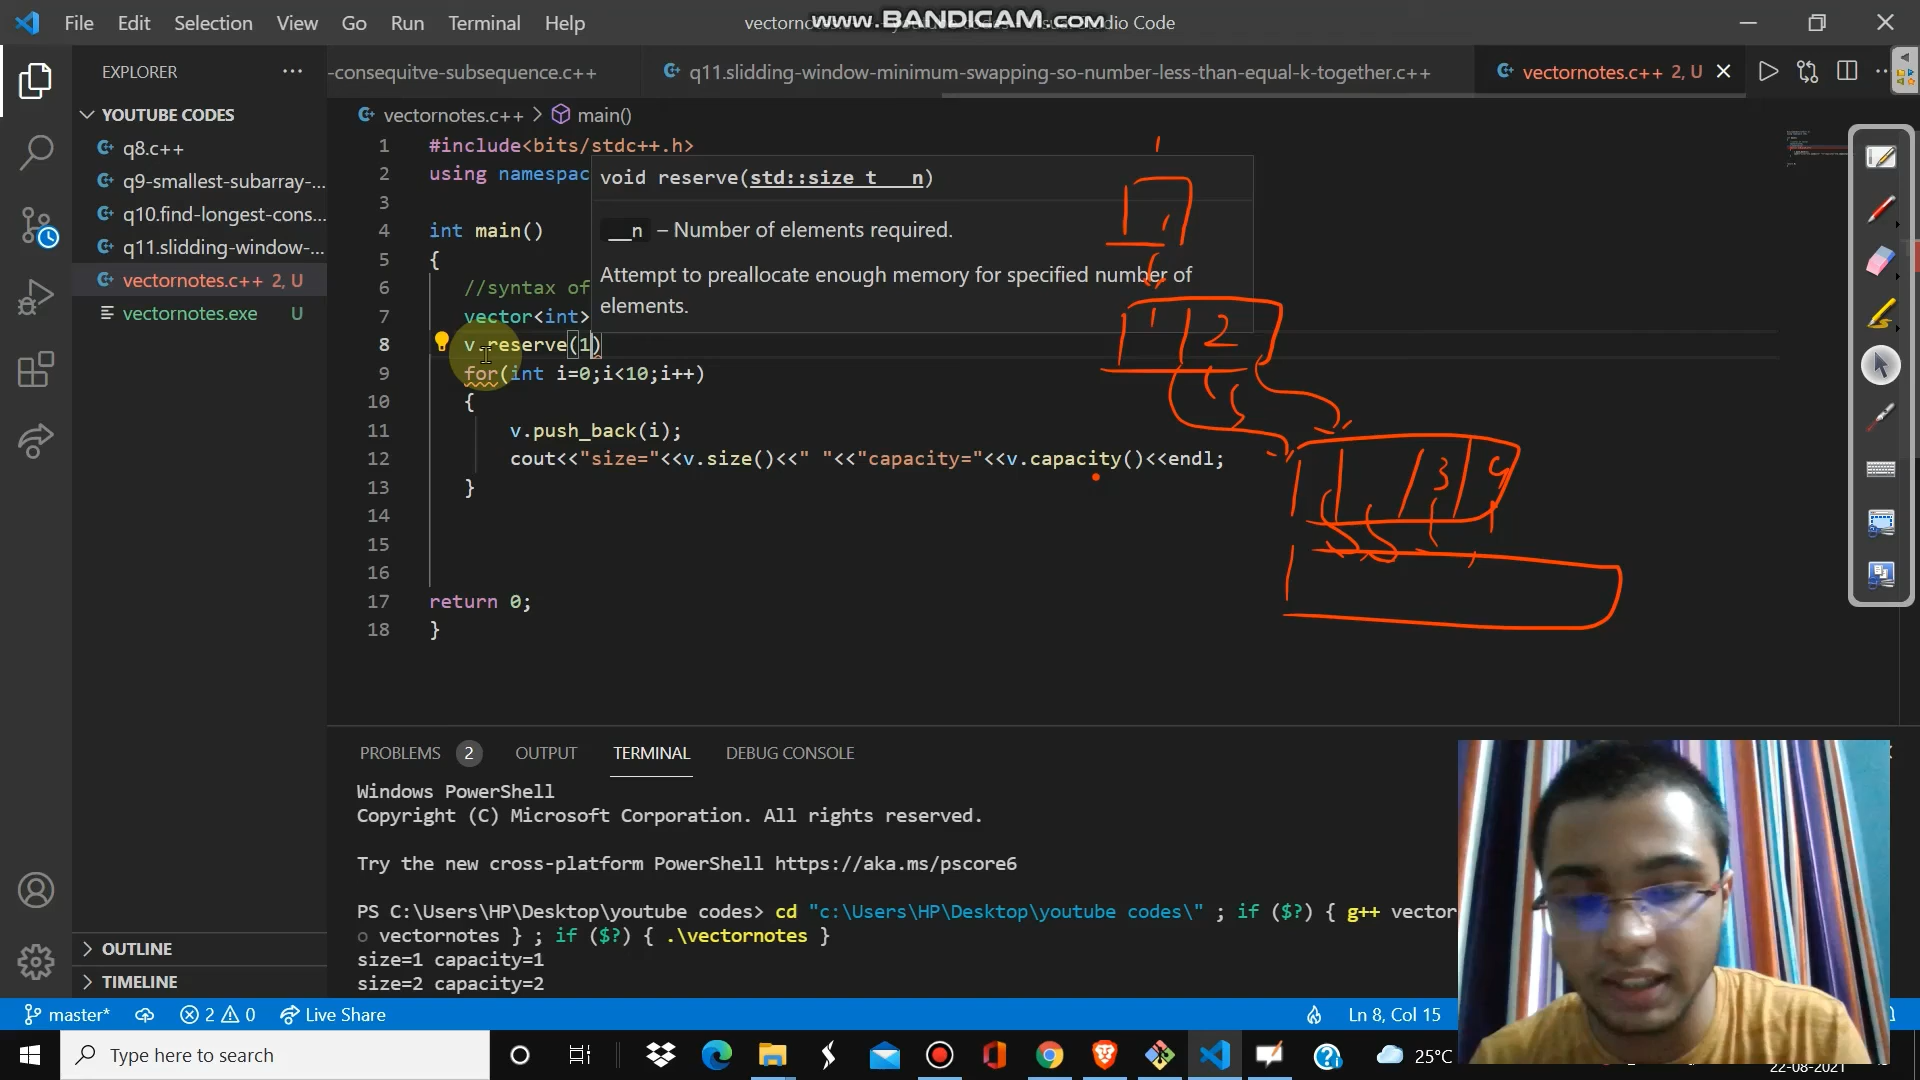 File Edit Selection View Go Run Terminal Help
www.BANDICAM.com
EXPLORER
-consequitve-subsequence.c++
q11.slidding-window-minimum-swapping-so-number-less-than-equal-k-together.c++
vectornotes.c++ 2, U
YOUTUBE CODES
q8.c++
q9-smallest-subarray-...
q10.find-longest-cons...
q11.slidding-window-...
vectornotes.c++ 2, U
vectornotes.exe U
OUTLINE
TIMELINE
vectornotes.c++ > main()
1 #include<bits/stdc++.h>
2 using namespac
3
4 int main()
5 {
6 //syntax of
7 vector<int>
8 v.reserve(1)
9 for(int i=0;i<10;i++)
10 {
11 v.push_back(i);
12 cout<<"size="<<v.size()<<" "<<"capacity="<<v.capacity()<<endl;
13 }
14
15
16
17 return 0;
18 }
void reserve(std::size_t __n)
__n – Number of elements required.
Attempt to preallocate enough memory for specified number of
elements.
1
1
1 2
3 4
PROBLEMS 2 OUTPUT TERMINAL DEBUG CONSOLE
Windows PowerShell
Copyright (C) Microsoft Corporation. All rights reserved.
Try the new cross-platform PowerShell https://aka.ms/pscore6
PS C:\Users\HP\Desktop\youtube codes> cd "c:\Users\HP\Desktop\youtube codes\" ; if ($?) { g++ vector
o vectornotes } ; if ($?) { .\vectornotes }
size=1 capacity=1
size=2 capacity=2
master* 2 0 Live Share
Ln 8, Col 15
Type here to search
25°C
22-08-2021